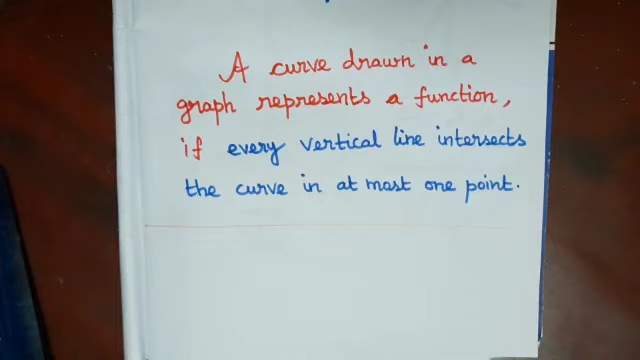 A curve drawn in a
graph represents a function,
if every vertical line intersects
the curve in at most one point.